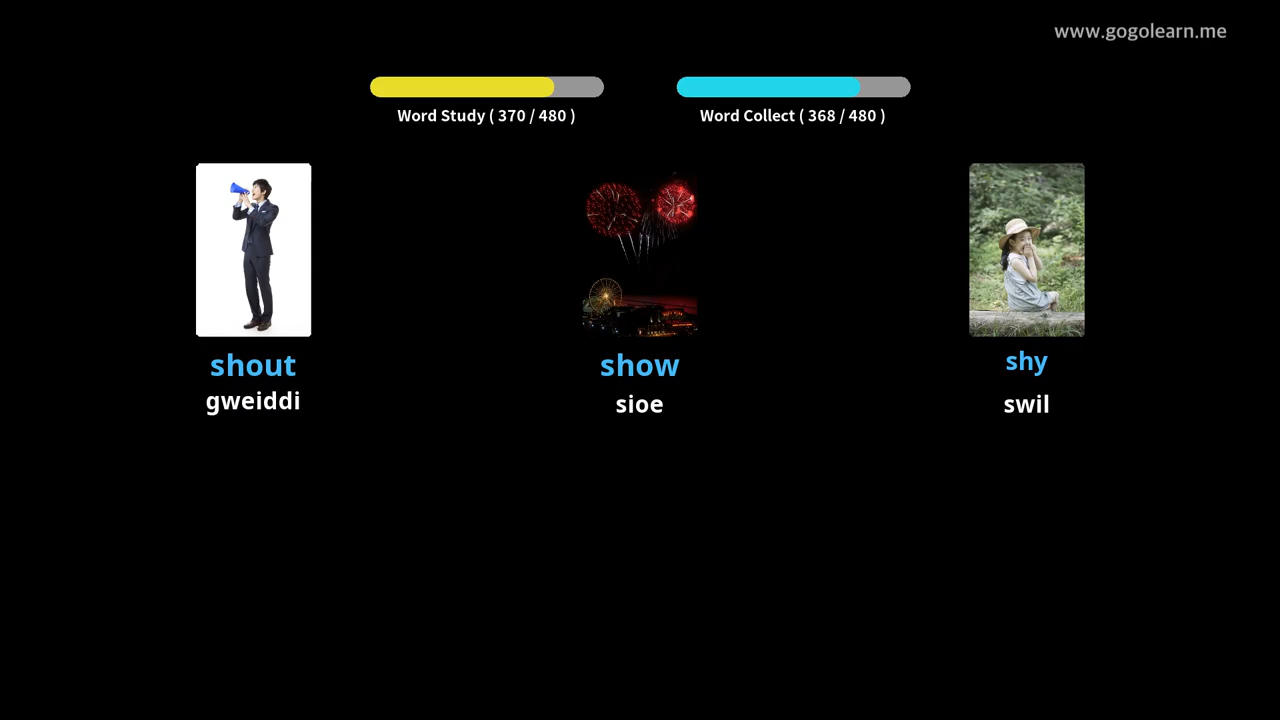 www.gogolearn.me
Word Study ( 370 / 480 )
Word Collect ( 368 / 480 )
shout
gweiddi
show
sioe
shy
swil